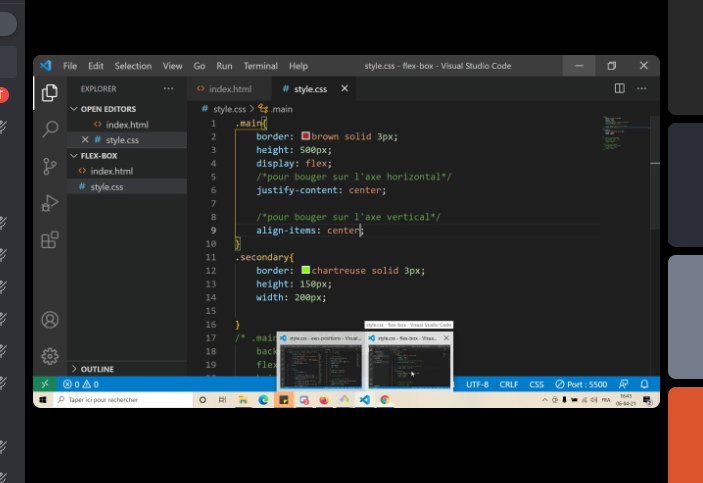 File Edit Selection View Go Run Terminal Help style.css - flex-box - Visual Studio Code
EXPLORER
index.html
style.css
OPEN EDITORS
index.html
style.css
FLEX-BOX
index.html
style.css
OUTLINE
style.css > .main
1 .main{
2 border: brown solid 3px;
3 height: 500px;
4 display: flex;
5 /*pour bouger sur l'axe horizontal*/
6 justify-content: center;
7
8 /*pour bouger sur l'axe vertical*/
9 align-items: center;
10 }
11 .secondary{
12 border: chartreuse solid 3px;
13 height: 150px;
14 width: 200px;
15
16 }
17 /* .main
18 back
19 flex
style.css - flex-box - Visual Studio Code
style.css - flex-box - Visua...
0 0
UTF-8 CRLF CSS Port : 5500
Taper ici pour rechercher
FRA
10:45
06-04-21